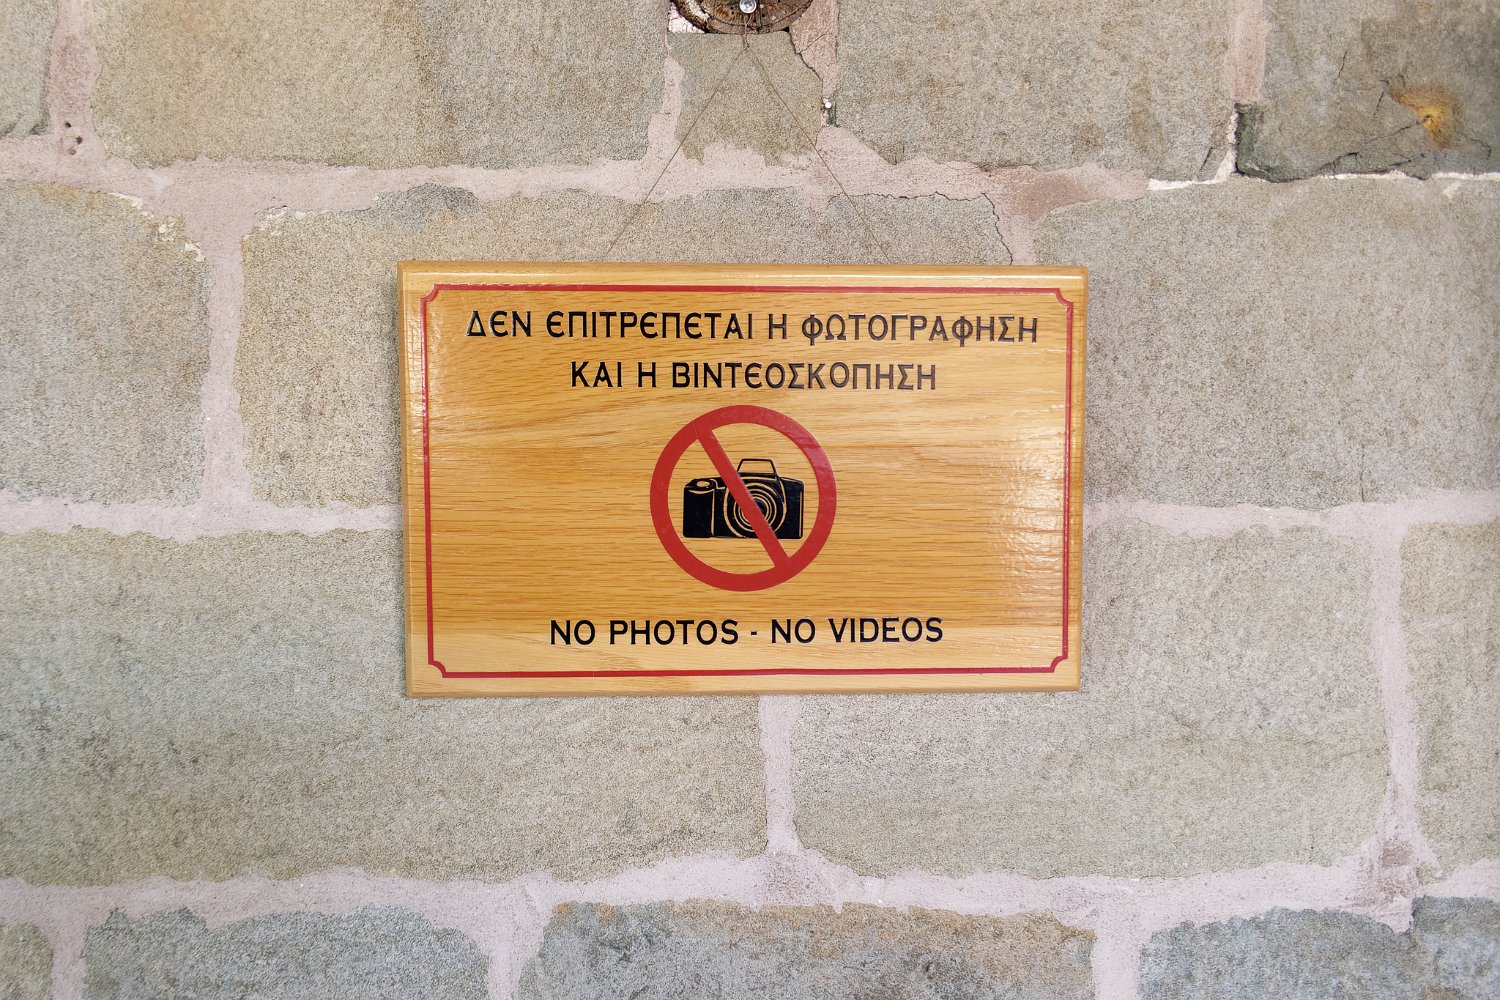 ΔΕΝ ΕΠΙΤΡΕΠΕΤΑΙ Η ΦΩΤΟΓΡΑΦΗΣΗ
ΚΑΙ Η ΒΙΝΤΕΟΣΚΟΠΗΣΗ
NO PHOTOS - NO VIDEOS